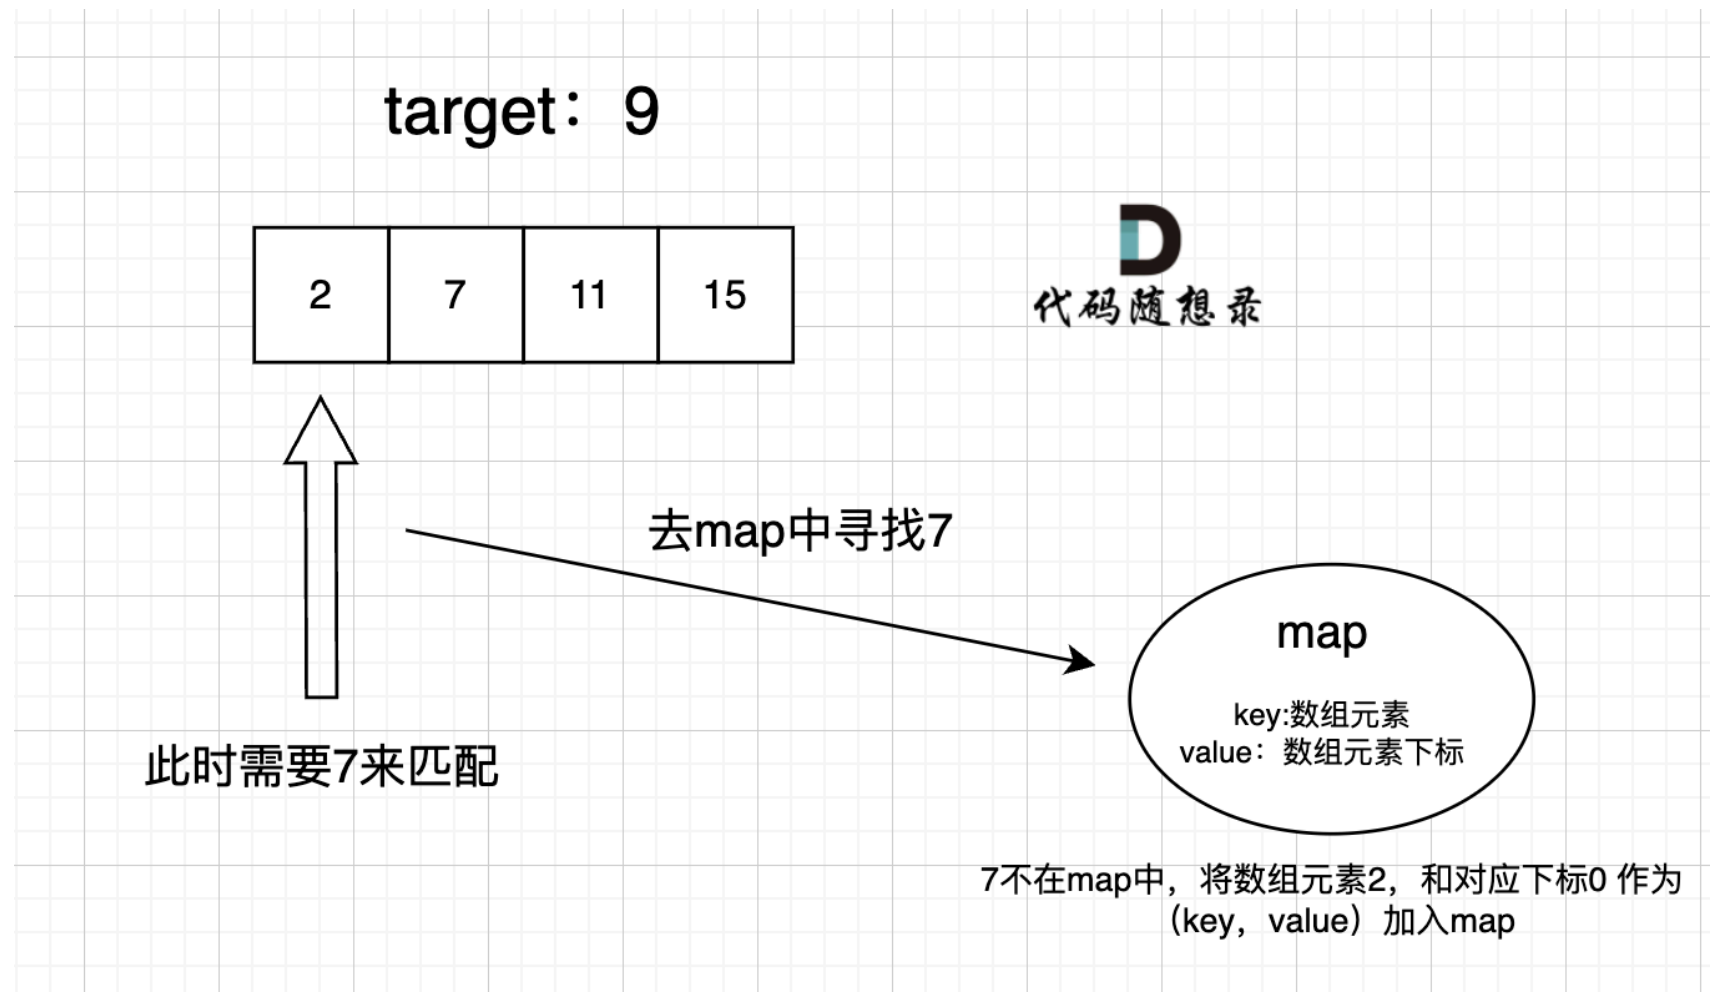 target：9
2 7 11 15
代码随想录
去map中寻找7
map
key:数组元素
value：数组元素下标
此时需要7来匹配
7不在map中，将数组元素2，和对应下标0 作为
（key，value）加入map